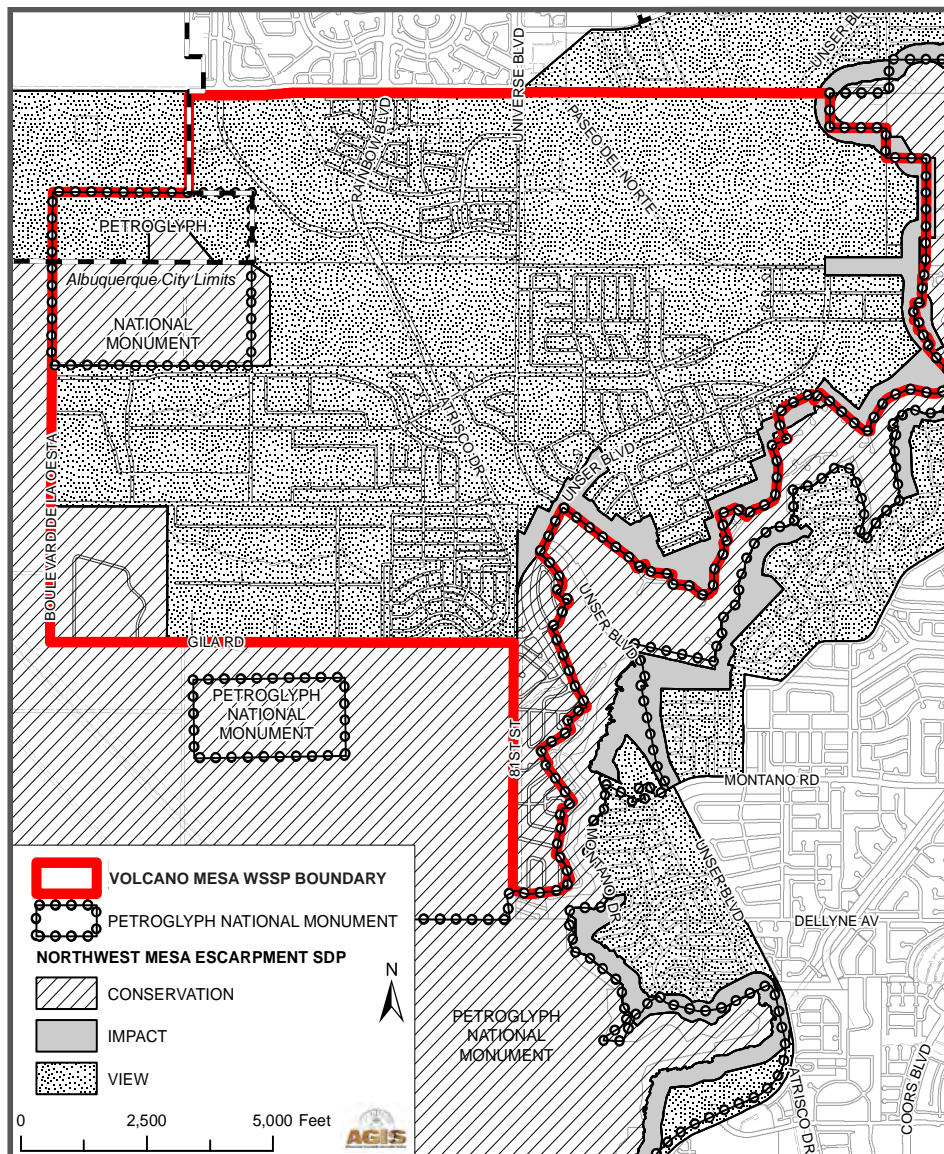 UNSER BL
UNIVERSE BLVD
RAINBOW BLVD
PASEO DEL NORTE
PETROGLYPH
Albuquerque City Limits
NATIONAL
MONUMENT
ATRISCO DR
UNSER BLVD
BOULEVARD DE LA OESTA
UNSER BLVD
GILA RD
PETROGLYPH
NATIONAL
MONUMENT
81ST ST
MONTANO RD
MONT DR
UNSER BLVD
DELLYNE AV
VOLCANO MESA WSSP BOUNDARY
PETROGLYPH NATIONAL MONUMENT
NORTHWEST MESA ESCARPMENT SDP
CONSERVATION
N
IMPACT
VIEW
PETROGLYPH
NATIONAL
MONUMENT
COORS BLVD
ATRISCO DR
0 2,500 5,000 Feet
AGIS